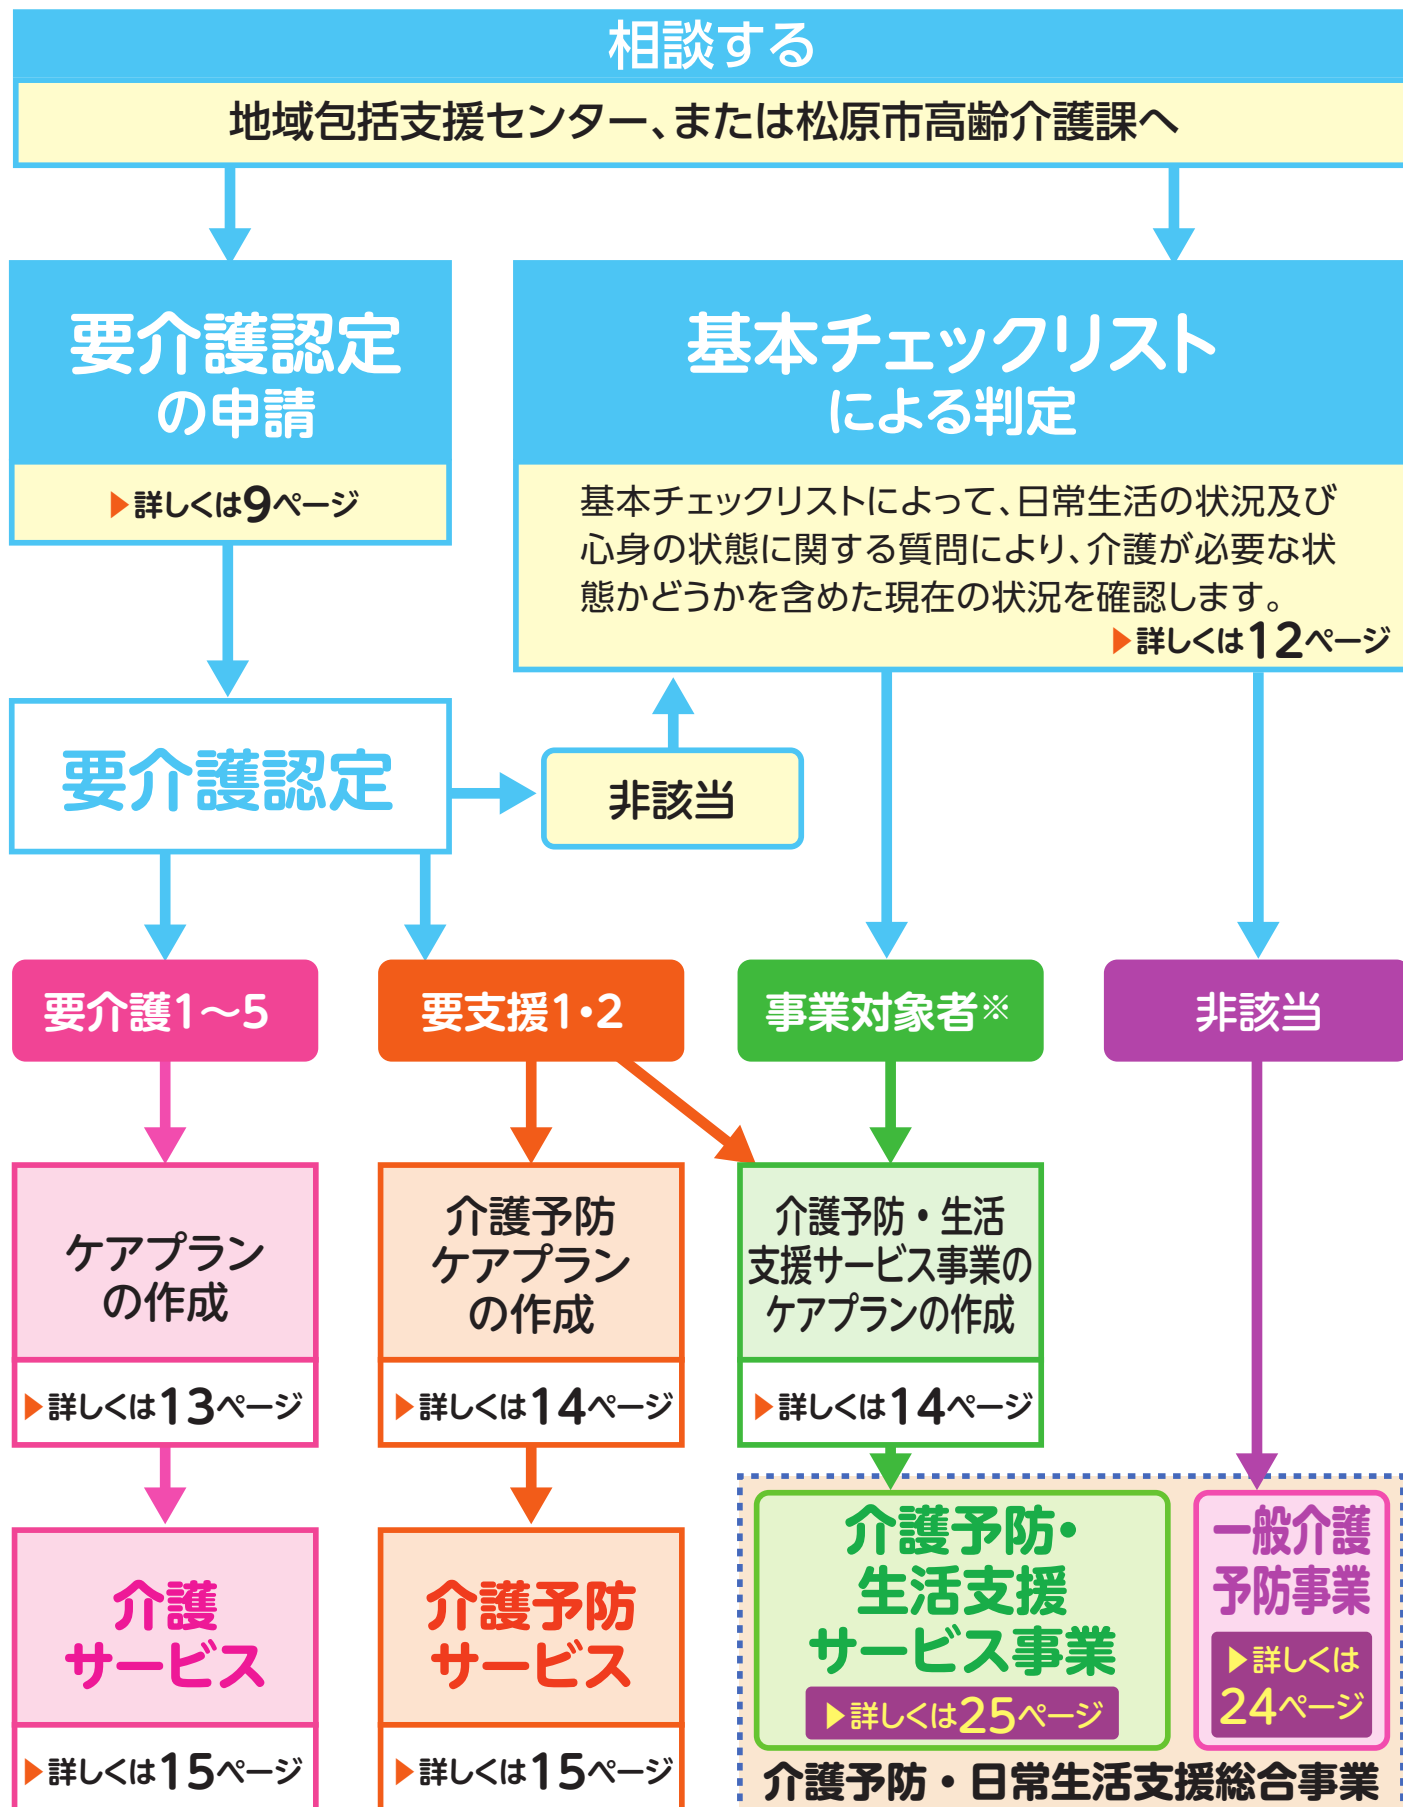 相談する
地域包括支援センター、または松原市高齢介護課へ
要介護認定
の申請
▶詳しくは9ページ
基本チェックリスト
による判定
基本チェックリストによって、日常生活の状況及び
心身の状態に関する質問により、介護が必要な状
態かどうかを含めた現在の状況を確認します。
▶詳しくは12ページ
要介護認定
非該当
要介護1～5
要支援1・2
事業対象者※
非該当
ケアプラン
の作成
▶詳しくは13ページ
介護予防
ケアプラン
の作成
▶詳しくは14ページ
介護予防・生活
支援サービス事業の
ケアプランの作成
▶詳しくは14ページ
介護
サービス
▶詳しくは15ページ
介護予防
サービス
▶詳しくは15ページ
介護予防・
生活支援
サービス事業
▶詳しくは25ページ
一般介護
予防事業
▶詳しくは
24ページ
介護予防・日常生活支援総合事業